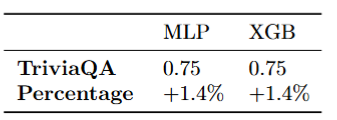 MLP XGB
TriviaQA 0.75 0.75
Percentage +1.4% +1.4%